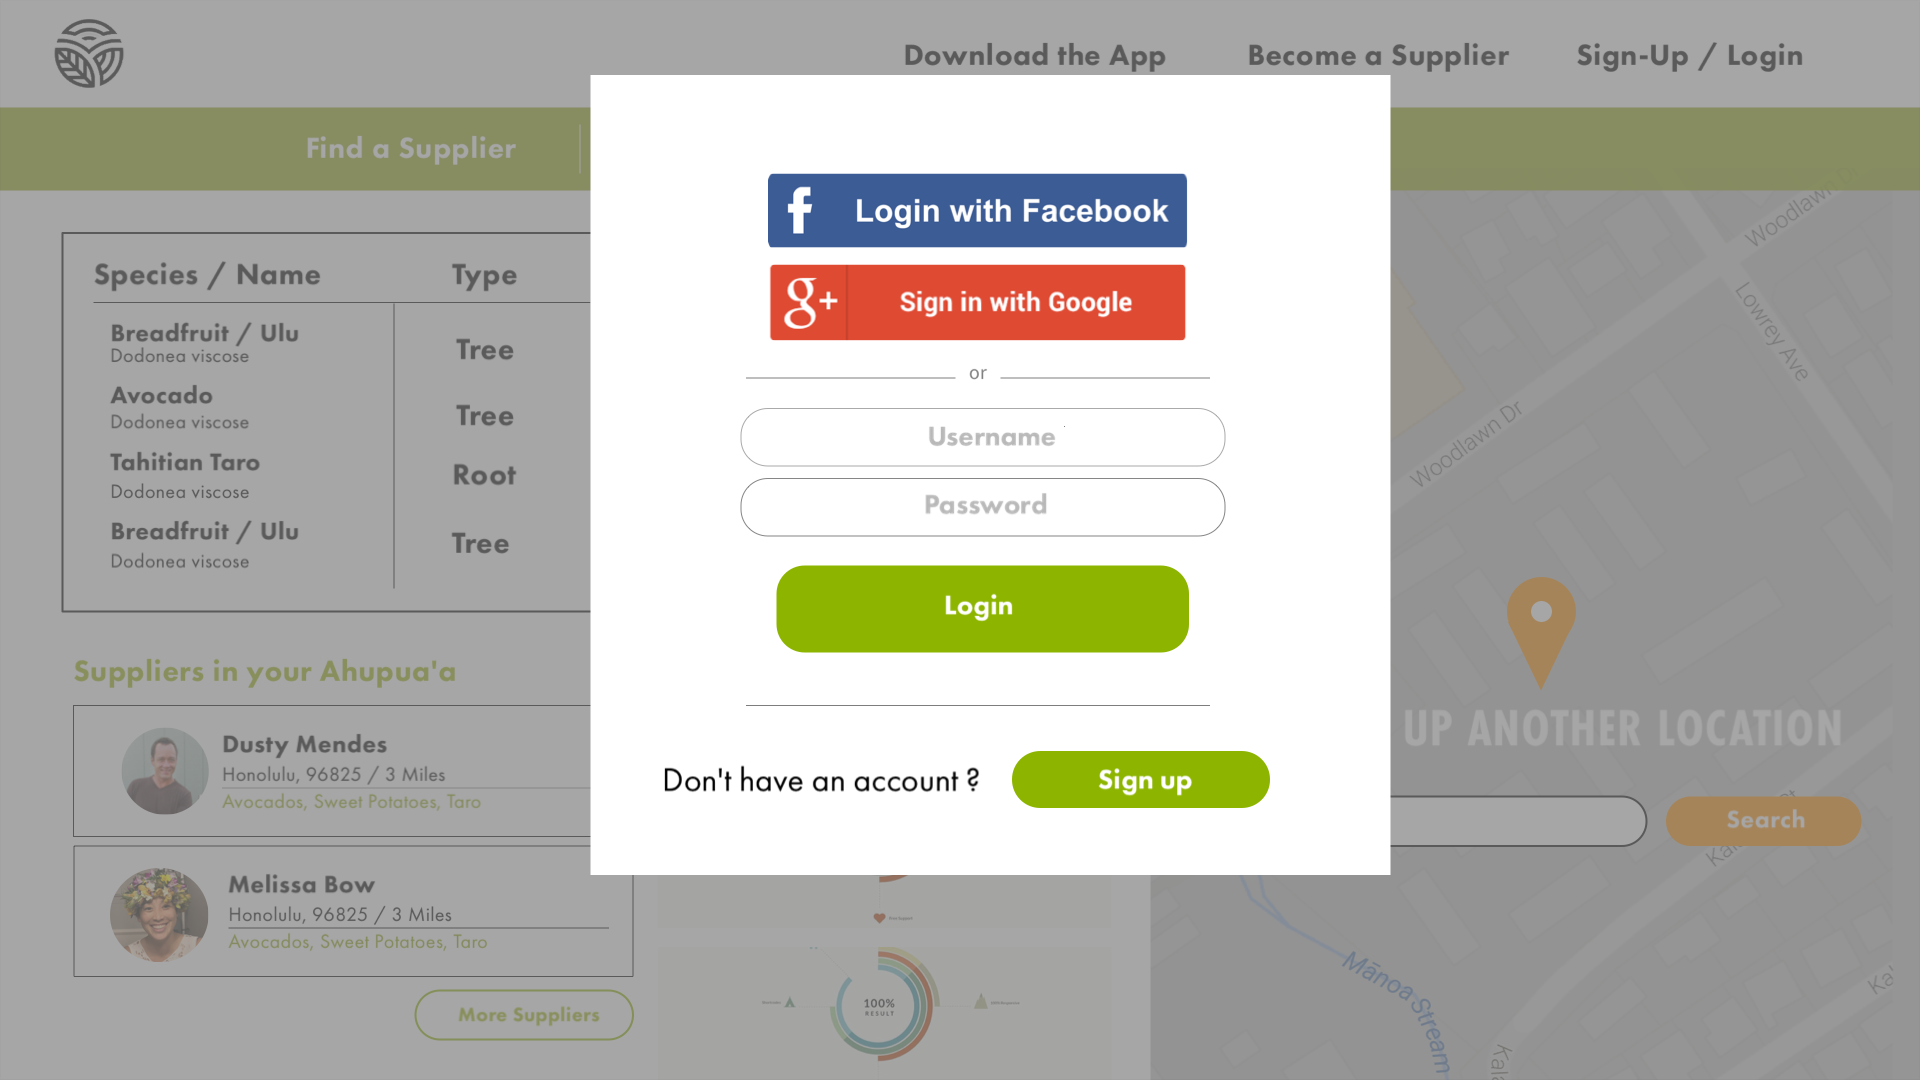 Download the App
Become a Supplier
Sign-Up / Login
Find a Supplier
Species / Name
Type
Breadfruit / Ulu
Dodonea viscose
Tree
Avocado
Dodonea viscose
Tree
Tahitian Taro
Dodonea viscose
Root
Breadfruit / Ulu
Dodonea viscose
Tree
Suppliers in your Ahupua'a
Dusty Mendes
Honolulu, 96825 / 3 Miles
Avocados, Sweet Potatoes, Taro
Melissa Bow
Honolulu, 96825 / 3 Miles
Avocados, Sweet Potatoes, Taro
More Suppliers
f Login with Facebook
g+ Sign in with Google
or
Username
Password
Login
Don't have an account ?
Sign up
100%
RESULT
Woodlawn Dr
Lowrey Ave
Woodlawn Dr
UP ANOTHER LOCATION
Search
Mānoa Stream